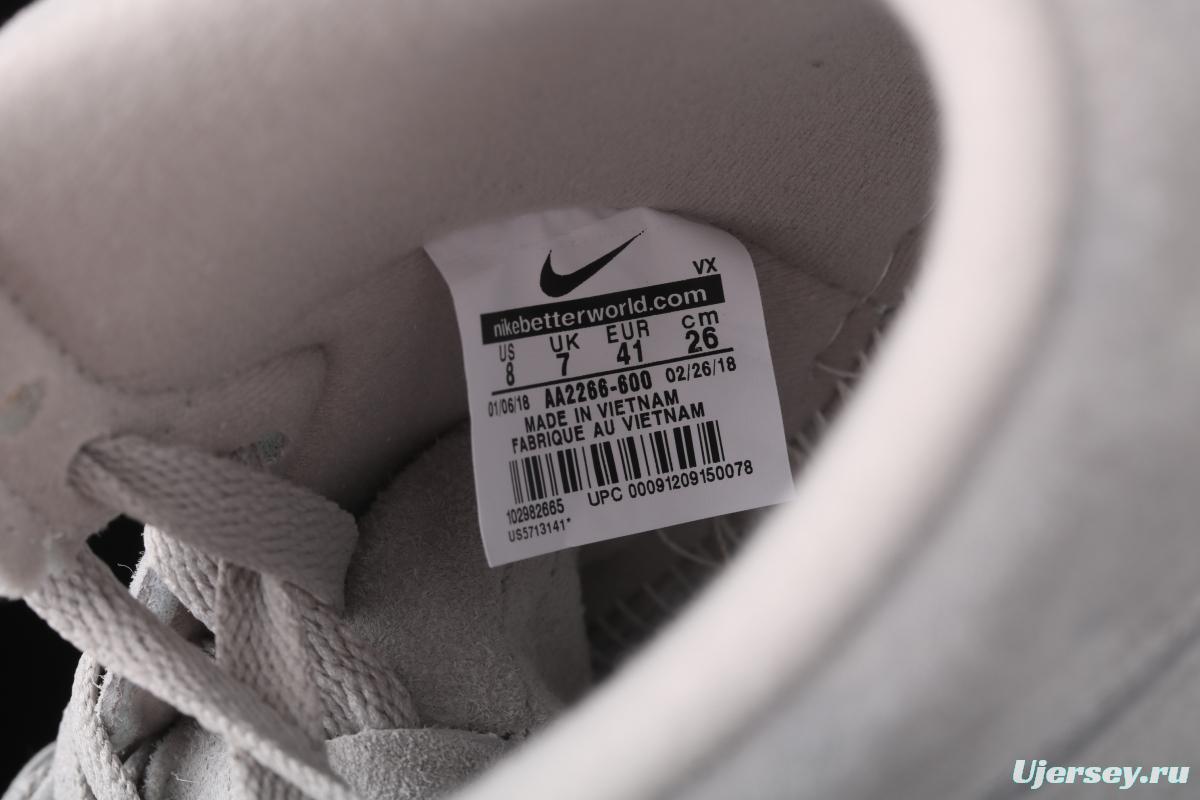 VX
nikebetterworld.com
US UK EUR cm
8 7 41 26
01/06/18 AA2266-600 02/26/18
MADE IN VIETNAM
FABRIQUE AU VIETNAM
102982665 UPC 00091209150078
US5713141*
Ujersey.ru